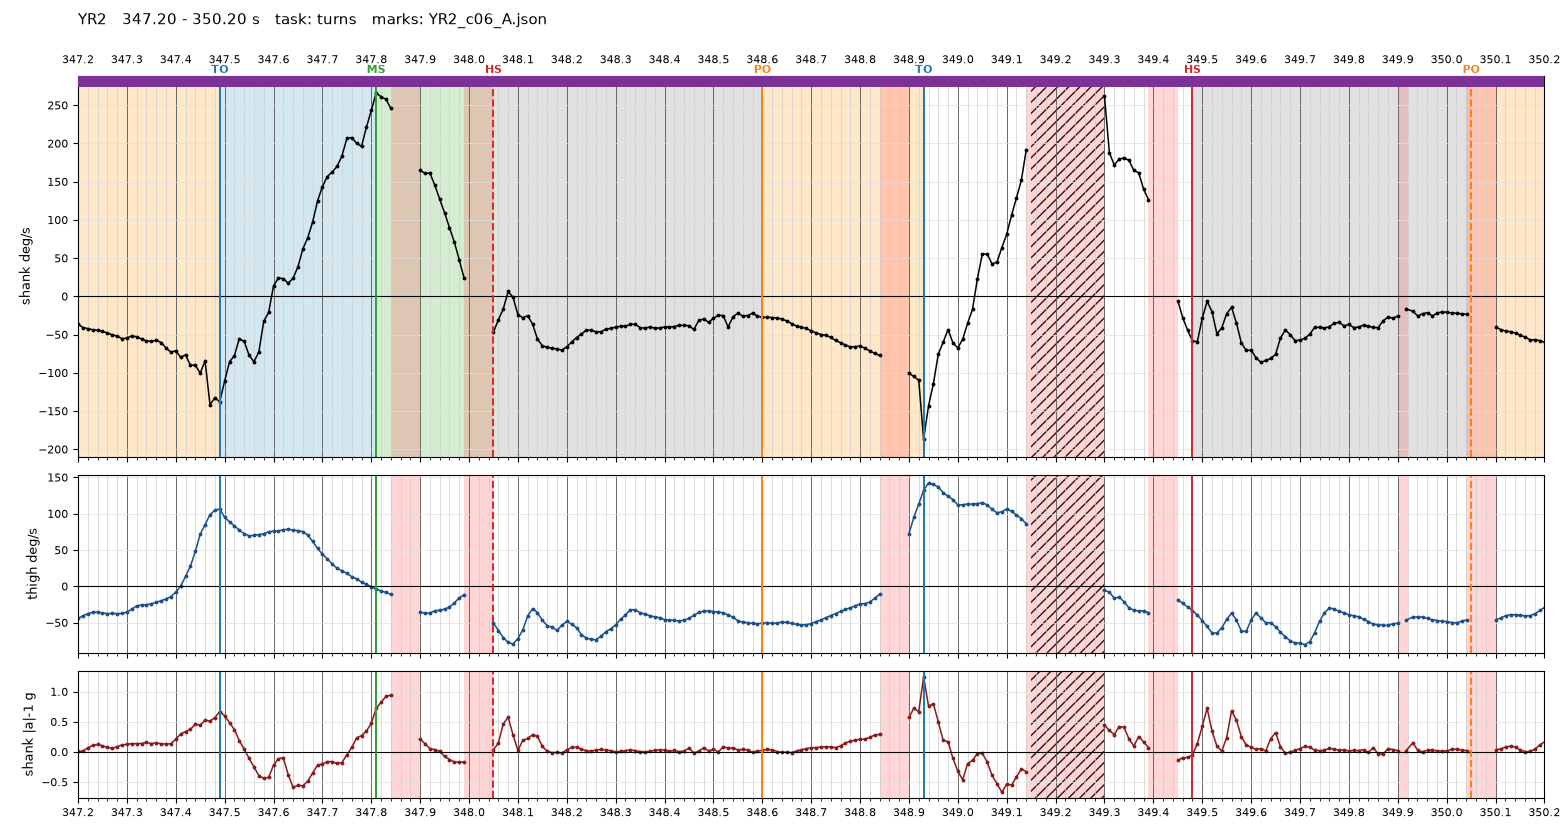 YR2 347.20 - 350.20 s task: turns marks: YR2_c06_A.json
347.2 347.3 347.4 347.5 347.6 347.7 347.8 347.9 348.0 348.1 348.2 348.3 348.4 348.5 348.6 348.7 348.8 348.9 349.0 349.1 349.2 349.3 349.4 349.5 349.6 349.7 349.8 349.9 350.0 350.1 350.2
TO MS HS PO TO HS PO
250
200
150
100
50
0
−50
−100
−150
−200
shank deg/s
150
100
50
0
−50
thigh deg/s
1.0
0.5
0.0
−0.5
shank |a|-1 g
347.2 347.3 347.4 347.5 347.6 347.7 347.8 347.9 348.0 348.1 348.2 348.3 348.4 348.5 348.6 348.7 348.8 348.9 349.0 349.1 349.2 349.3 349.4 349.5 349.6 349.7 349.8 349.9 350.0 350.1 350.2